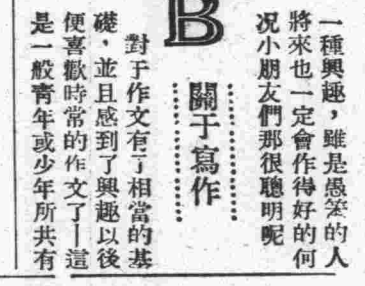 一種興趣，雖是愚笨的人
將來也一定會作得好的何
况小朋友們那很聰明呢
B
關于寫作
對于作文有了相當的基
礎，並且感到了興趣以後
便喜歡時常的作文了—這
是一般青年或少年所共有